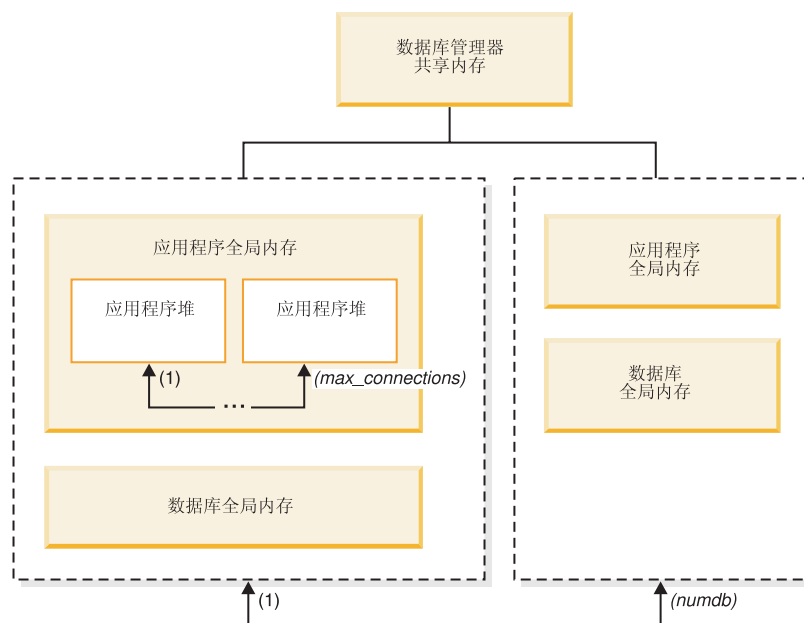 数据库管理器
共享内存
应用程序全局内存
应用程序堆
应用程序堆
(1)
...
(max_connections)
数据库全局内存
应用程序
全局内存
数据库
全局内存
(1)
(numdb)